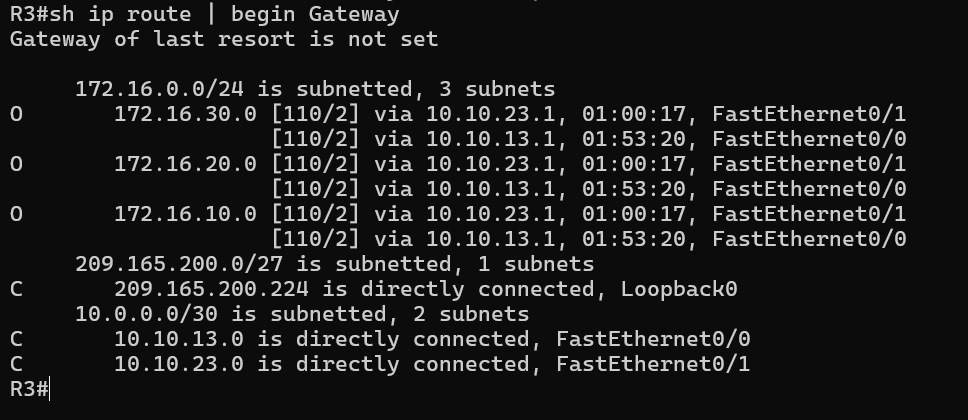 R3#sh ip route | begin Gateway
Gateway of last resort is not set

     172.16.0.0/24 is subnetted, 3 subnets
O       172.16.30.0 [110/2] via 10.10.23.1, 01:00:17, FastEthernet0/1
                    [110/2] via 10.10.13.1, 01:53:20, FastEthernet0/0
O       172.16.20.0 [110/2] via 10.10.23.1, 01:00:17, FastEthernet0/1
                    [110/2] via 10.10.13.1, 01:53:20, FastEthernet0/0
O       172.16.10.0 [110/2] via 10.10.23.1, 01:00:17, FastEthernet0/1
                    [110/2] via 10.10.13.1, 01:53:20, FastEthernet0/0
     209.165.200.0/27 is subnetted, 1 subnets
C       209.165.200.224 is directly connected, Loopback0
     10.0.0.0/30 is subnetted, 2 subnets
C       10.10.13.0 is directly connected, FastEthernet0/0
C       10.10.23.0 is directly connected, FastEthernet0/1
R3#